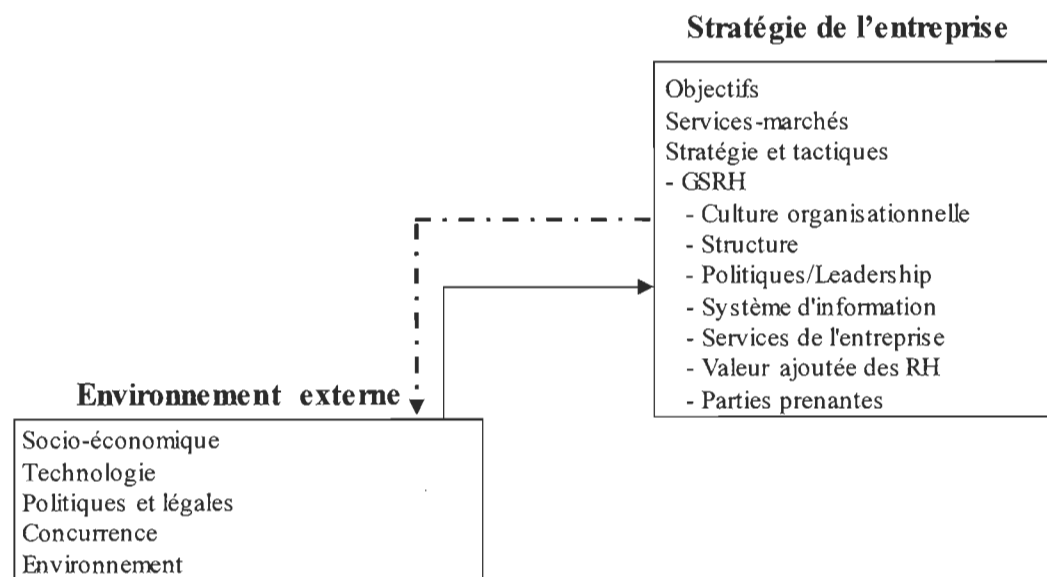 Stratégie de l'entreprise
Objectifs
Services-marchés
Stratégie et tactiques
- GSRH
- Culture organisationnelle
- Structure
- Politiques/Leadership
- Système d'information
- Services de l'entreprise
- Valeur ajoutée des RH
- Parties prenantes
Environnement externe
Socio-économique
Technologie
Politiques et légales
Concurrence
Environnement